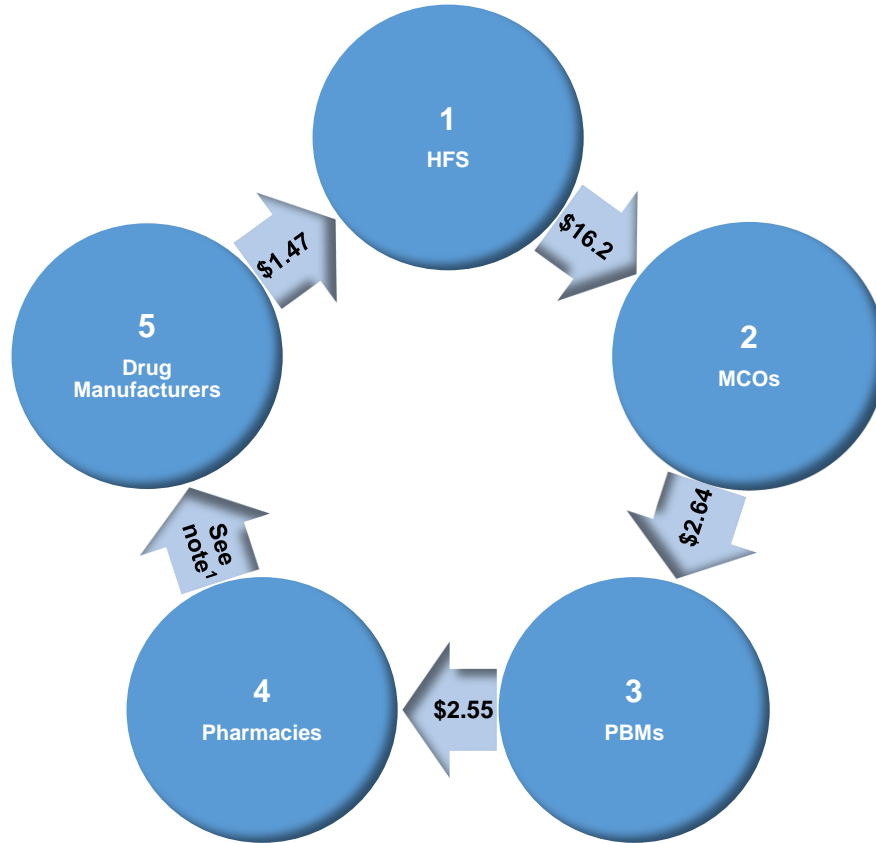 1
HFS
$16.2
2
MCOs
$2.64
3
PBMs
$2.55
4
Pharmacies
See
note¹
5
Drug
Manufacturers
$1.47